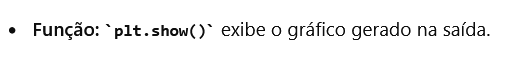 • Função: `plt.show()` exibe o gráfico gerado na saída.